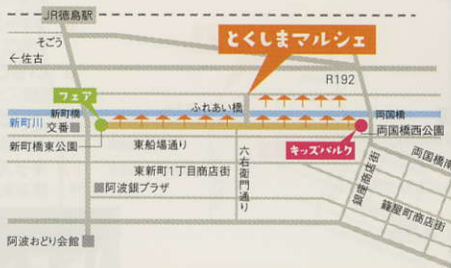 JR徳島駅
そごう
←佐古
とくしまマルシェ
R192
フェア
新町橋
ふれあい橋
両国橋
新町川
交番
両国橋西公園
新町橋東公園
東船場通り
キッズパルク
両国橋南
東新町1丁目商店街
六右衛門通り
銀座商店街
阿波銀プラザ
籠屋町商店街
阿波おどり会館